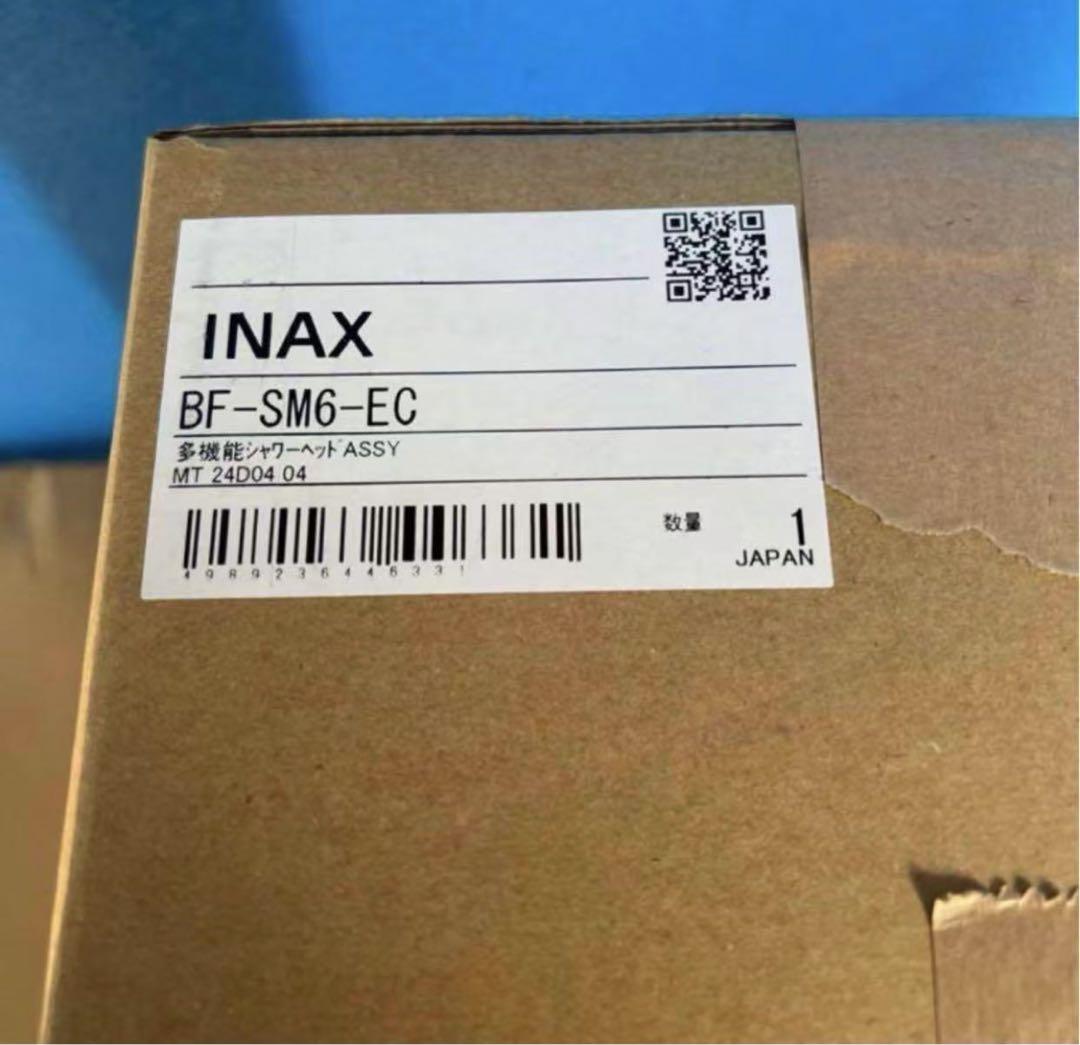 INAX
BF-SM6-EC
多機能シャワーヘッドASSY
MT 24D04 04
4989236446331
数量 1
JAPAN